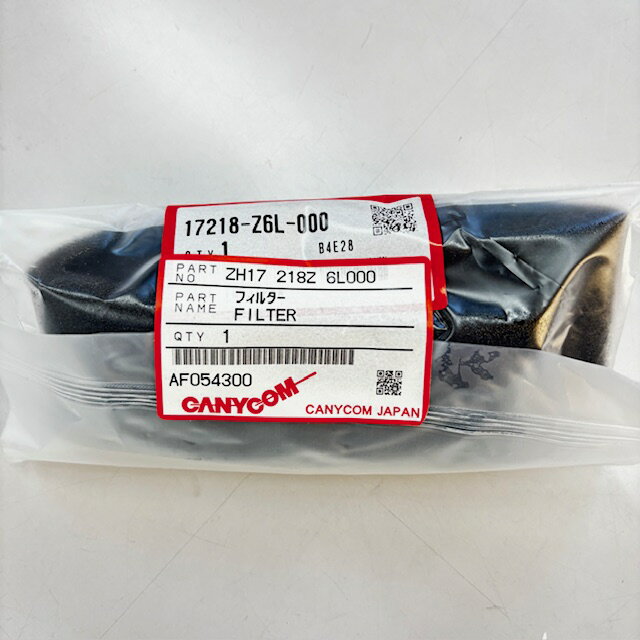 17218-Z6L-000
QTY 1
B4E28
PART NO. ZH17 218Z 6L000
PART NAME フィルター
FILTER
QTY 1
AF054300
CANYCOM
CANYCOM JAPAN